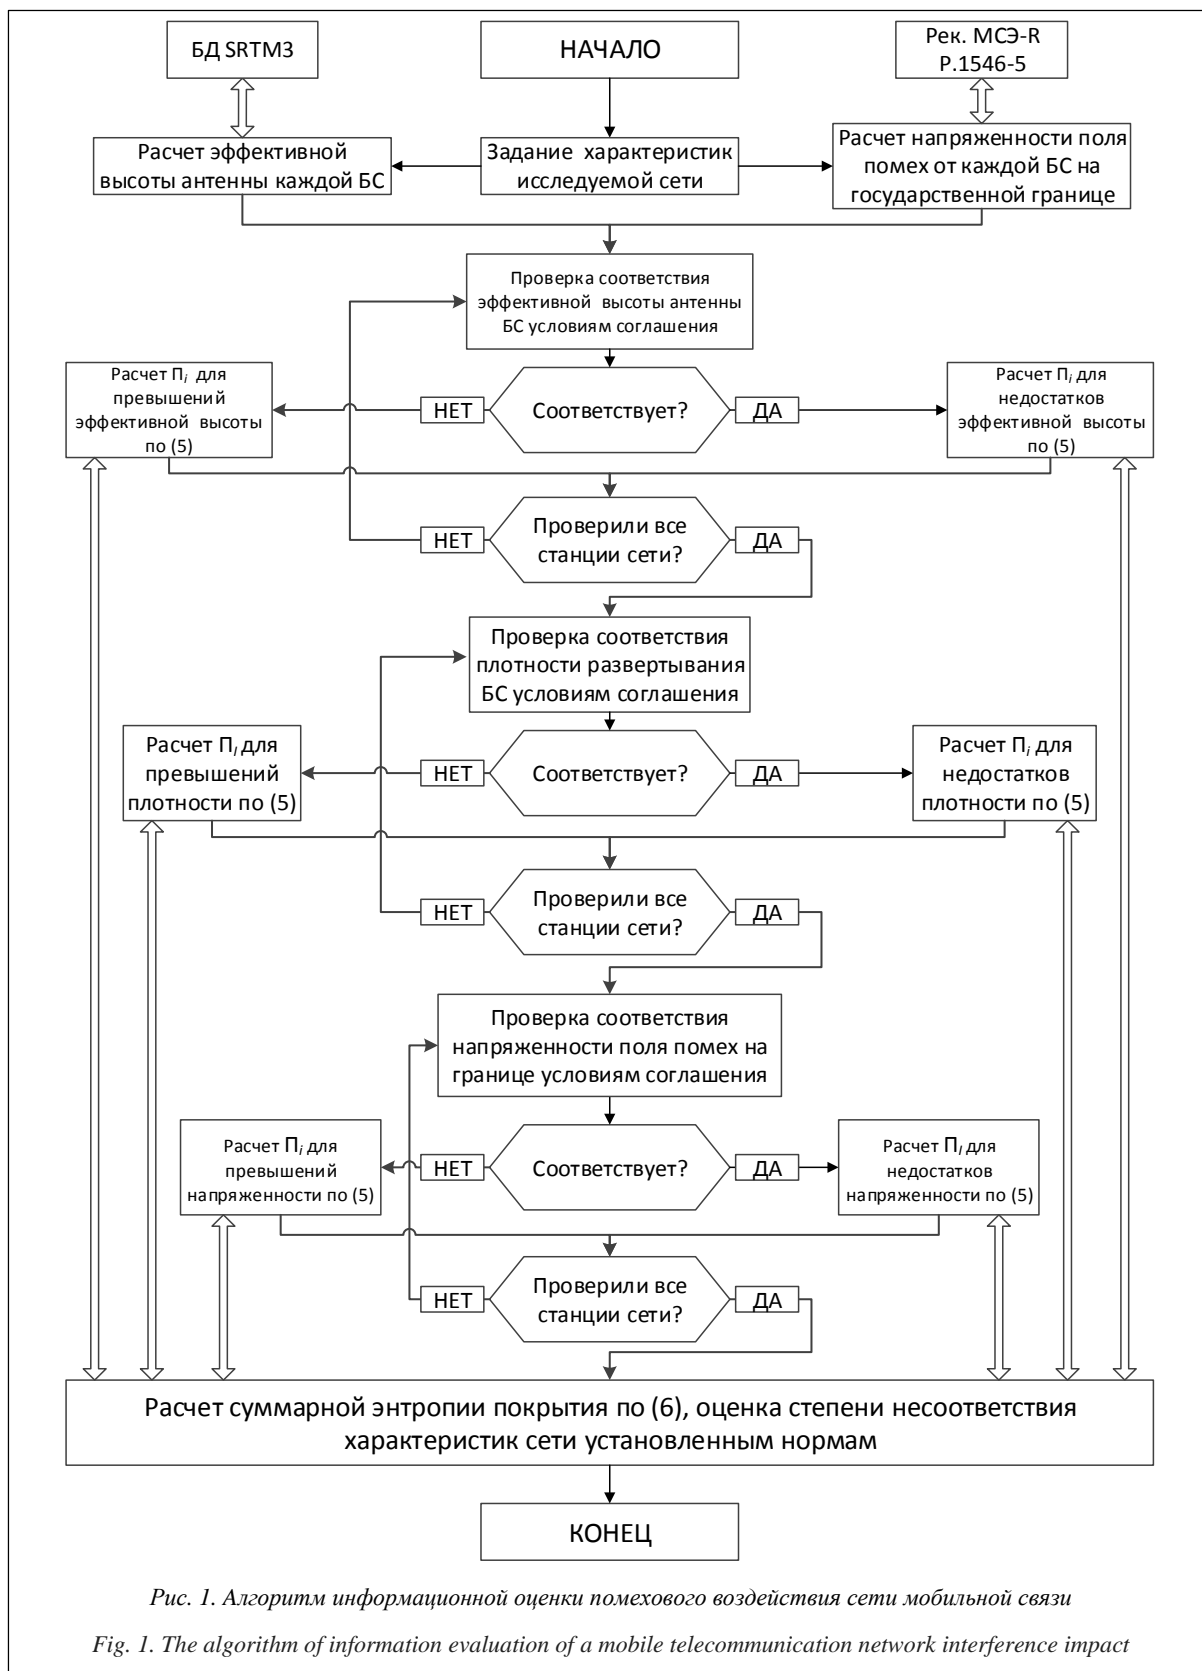 БД SRTM3
НАЧАЛО
Рек. МСЭ-R
P.1546-5
Расчет эффективной
высоты антенны каждой БС
Задание характеристик
исследуемой сети
Расчет напряженности поля
помех от каждой БС на
государственной границе
Проверка соответствия
эффективной высоты антенны
БС условиям соглашения
Расчет Пi для
превышений
эффективной высоты
по (5)
НЕТ
Соответствует?
ДА
Расчет Пi для
недостатков
эффективной высоты
по (5)
НЕТ
Проверили все
станции сети?
ДА
Проверка соответствия
плотности развертывания
БС условиям соглашения
Расчет ПI для
превышений
плотности по (5)
НЕТ
Соответствует?
ДА
Расчет Пi для
недостатков
плотности по (5)
НЕТ
Проверили все
станции сети?
ДА
Проверка соответствия
напряженности поля помех на
границе условиям соглашения
Расчет Пi для
превышений
напряженности по (5)
НЕТ
Соответствует?
ДА
Расчет ПI для
недостатков
напряженности по (5)
НЕТ
Проверили все
станции сети?
ДА
Расчет суммарной энтропии покрытия по (6), оценка степени несоответствия
характеристик сети установленным нормам
КОНЕЦ
Рис. 1. Алгоритм информационной оценки помехового воздействия сети мобильной связи
Fig. 1. The algorithm of information evaluation of a mobile telecommunication network interference impact